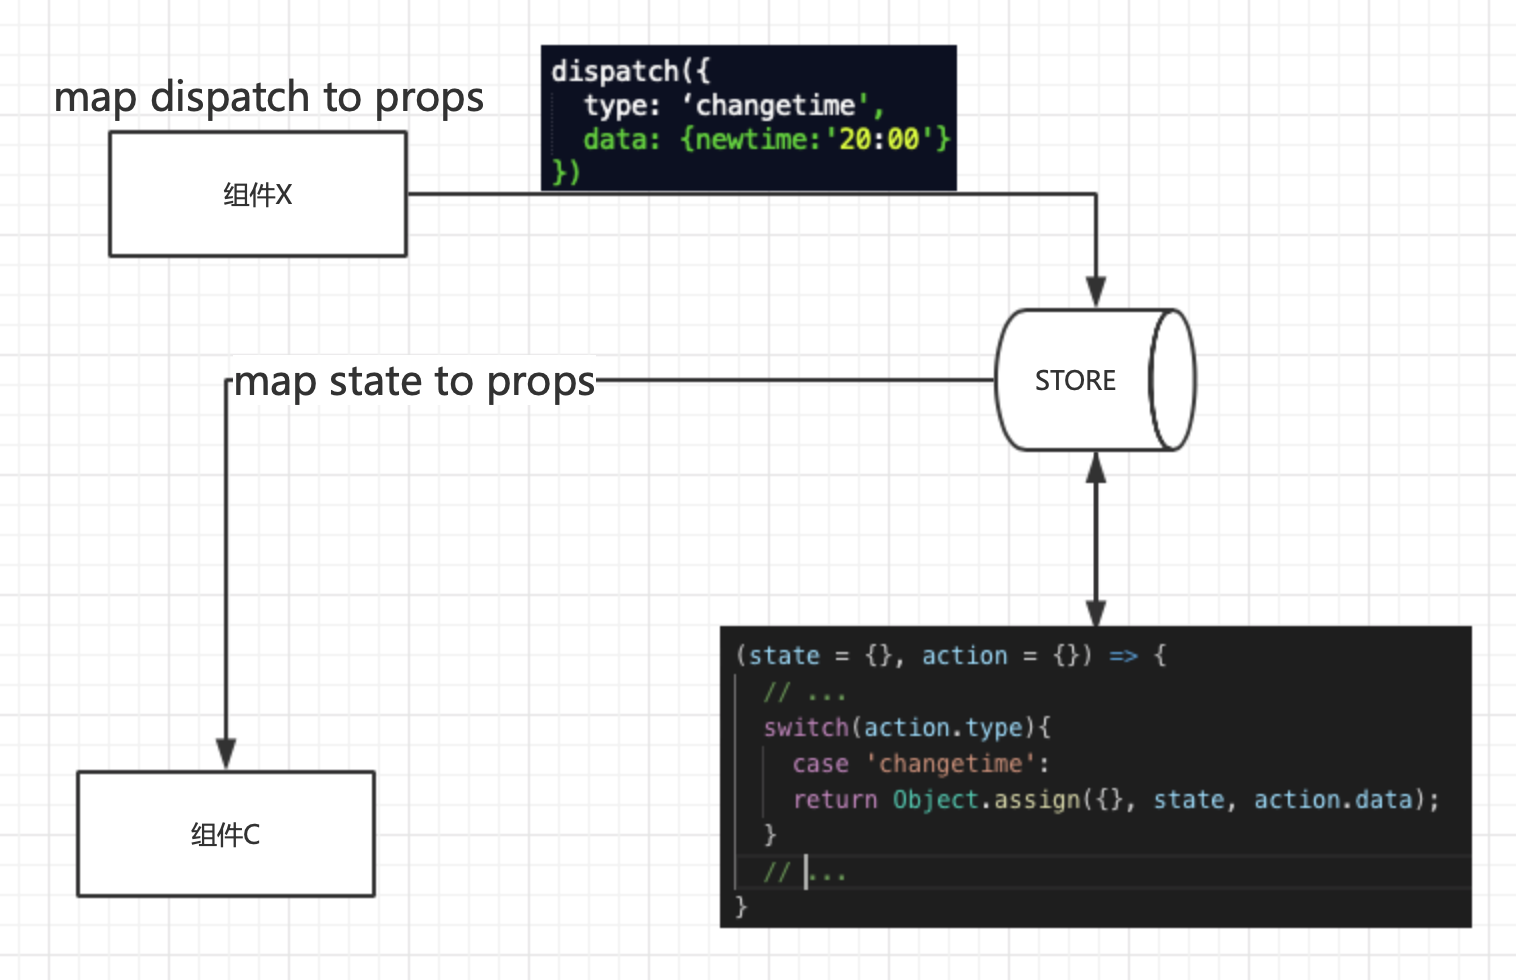 map dispatch to props
dispatch({
type: ‘changetime',
data: {newtime:'20:00'}
})
组件X
map state to props
STORE
组件C
(state = {}, action = {}) => {
// ...
switch(action.type){
case 'changetime':
return Object.assign({}, state, action.data);
}
// ...
}